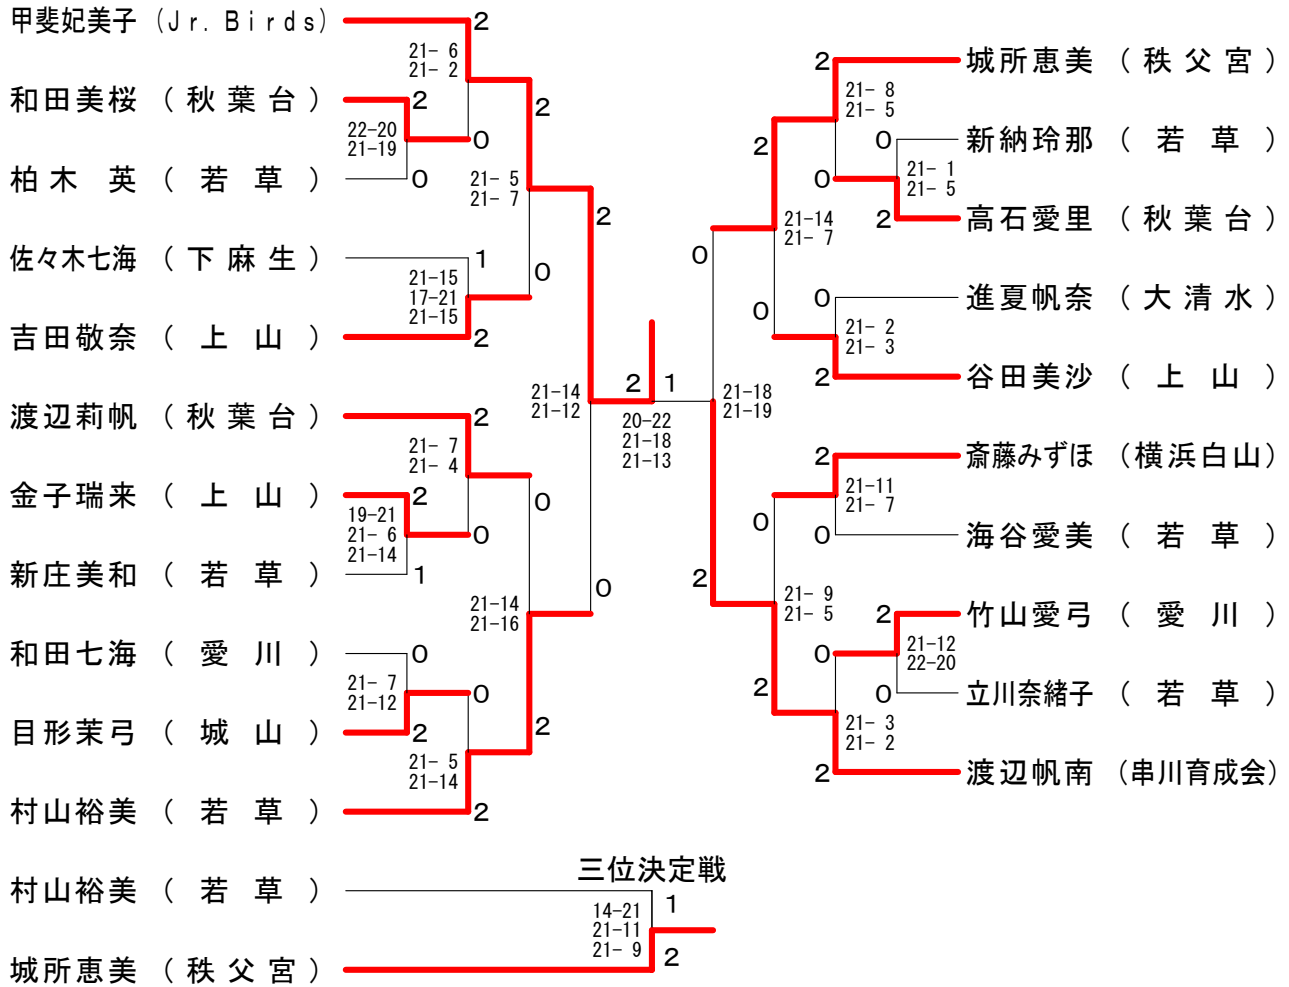 甲斐妃美子 (Jr. Birds) 2
21- 6
21- 2
和田美桜 ( 秋葉台 ) 2
22-20
21-19
0
柏木 英 ( 若草 ) 0
2
21- 5
21- 7
佐々木七海 ( 下麻生 ) 1
21-15
17-21
21-15
0
吉田敬奈 ( 上山 ) 2
2
21-14
21-12
渡辺莉帆 ( 秋葉台 ) 2
21- 7
21- 4
金子瑞来 ( 上山 ) 2
19-21
21- 6
21-14
0
新庄美和 ( 若草 ) 1
0
21-14
21-16
0
和田七海 ( 愛川 ) 0
21- 7
21-12
0
目形茉弓 ( 城山 ) 2
21- 5
21-14
2
村山裕美 ( 若草 ) 2
2 1
20-22
21-18
21-13
2 城所恵美 ( 秩父宮 )
21- 8
21- 5
0 新納玲那 ( 若草 )
21- 1
21- 5
0
2 高石愛里 ( 秋葉台 )
2
21-14
21- 7
0
0 進夏帆奈 ( 大清水 )
21- 2
21- 3
0
2 谷田美沙 ( 上山 )
21-18
21-19
2 斎藤みずほ (横浜白山)
21-11
21- 7
0 海谷愛美 ( 若草 )
0
21- 9
21- 5
2
2 竹山愛弓 ( 愛川 )
21-12
22-20
0
0 立川奈緒子 ( 若草 )
21- 3
21- 2
2
2 渡辺帆南 (串川育成会)
三位決定戦
村山裕美 ( 若草 ) 1
14-21
21-11
21- 9
城所恵美 ( 秩父宮 ) 2